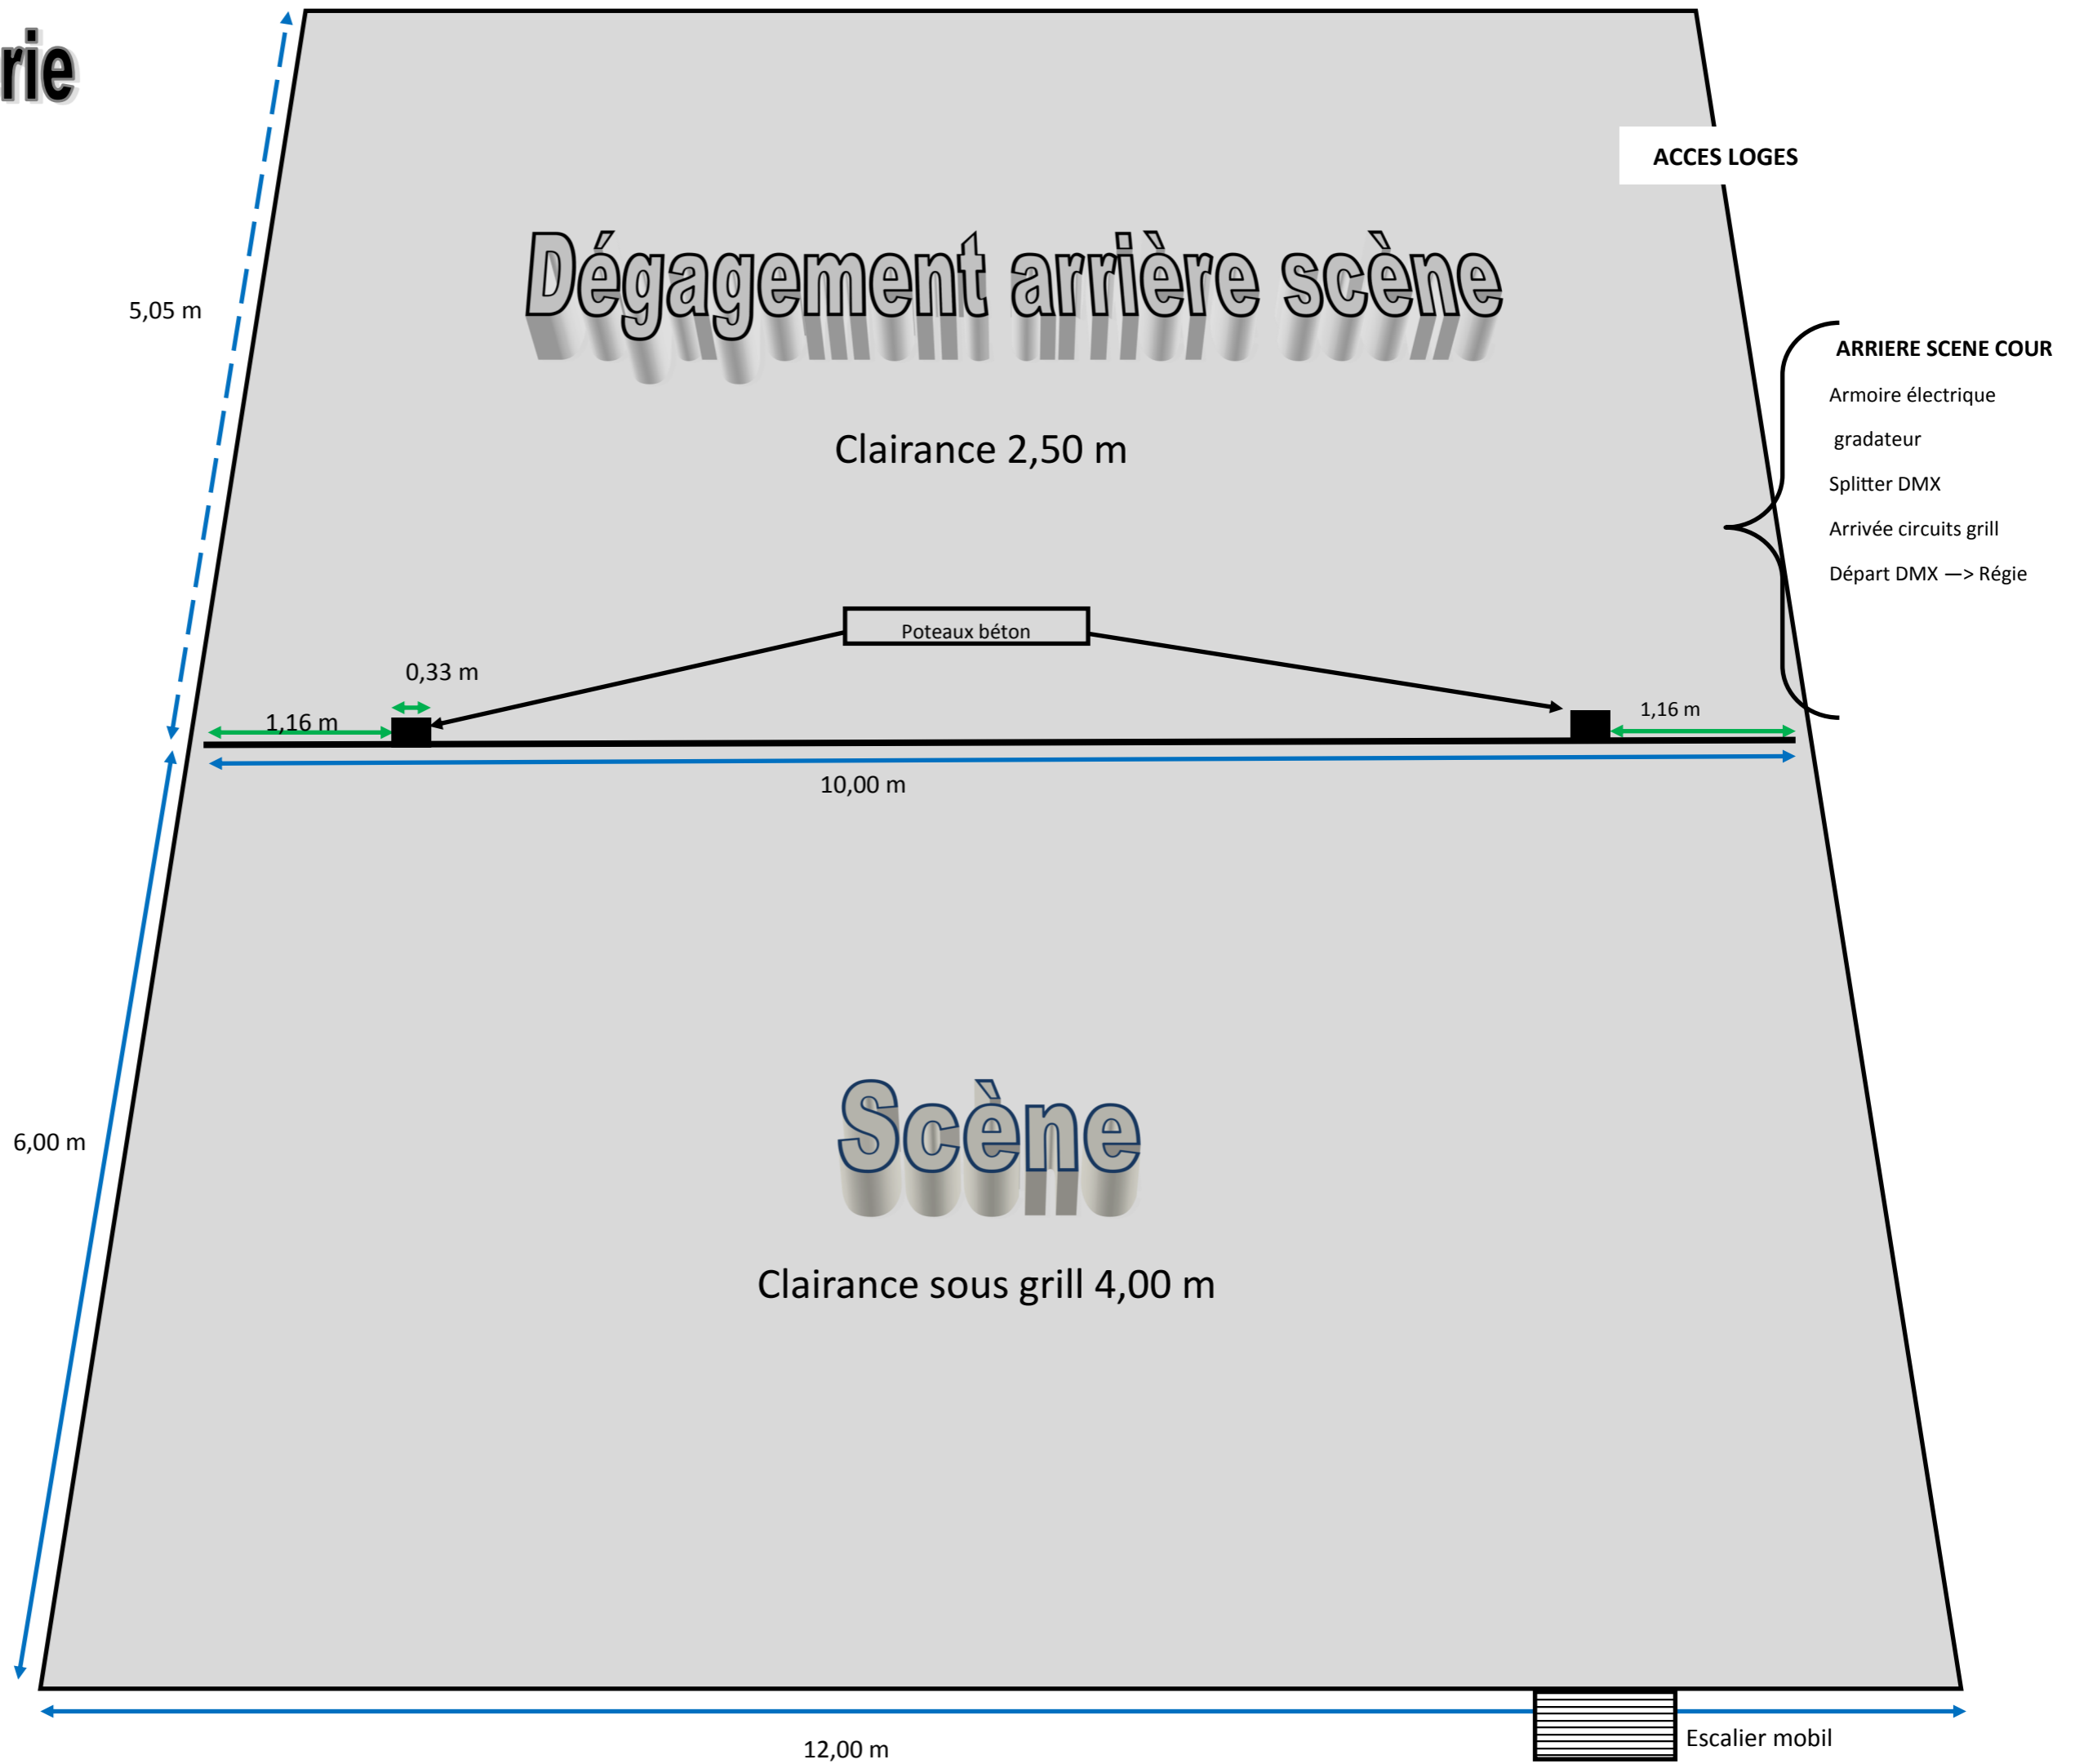 rie
ACCES LOGES
Dégagement arrière scène
5,05 m
ARRIERE SCENE COUR
Armoire électrique
gradateur
Splitter DMX
Arrivée circuits grill
Départ DMX —> Régie
Clairance 2,50 m
Poteaux béton
0,33 m
1,16 m
1,16 m
10,00 m
Scène
6,00 m
Clairance sous grill 4,00 m
Escalier mobil
12,00 m